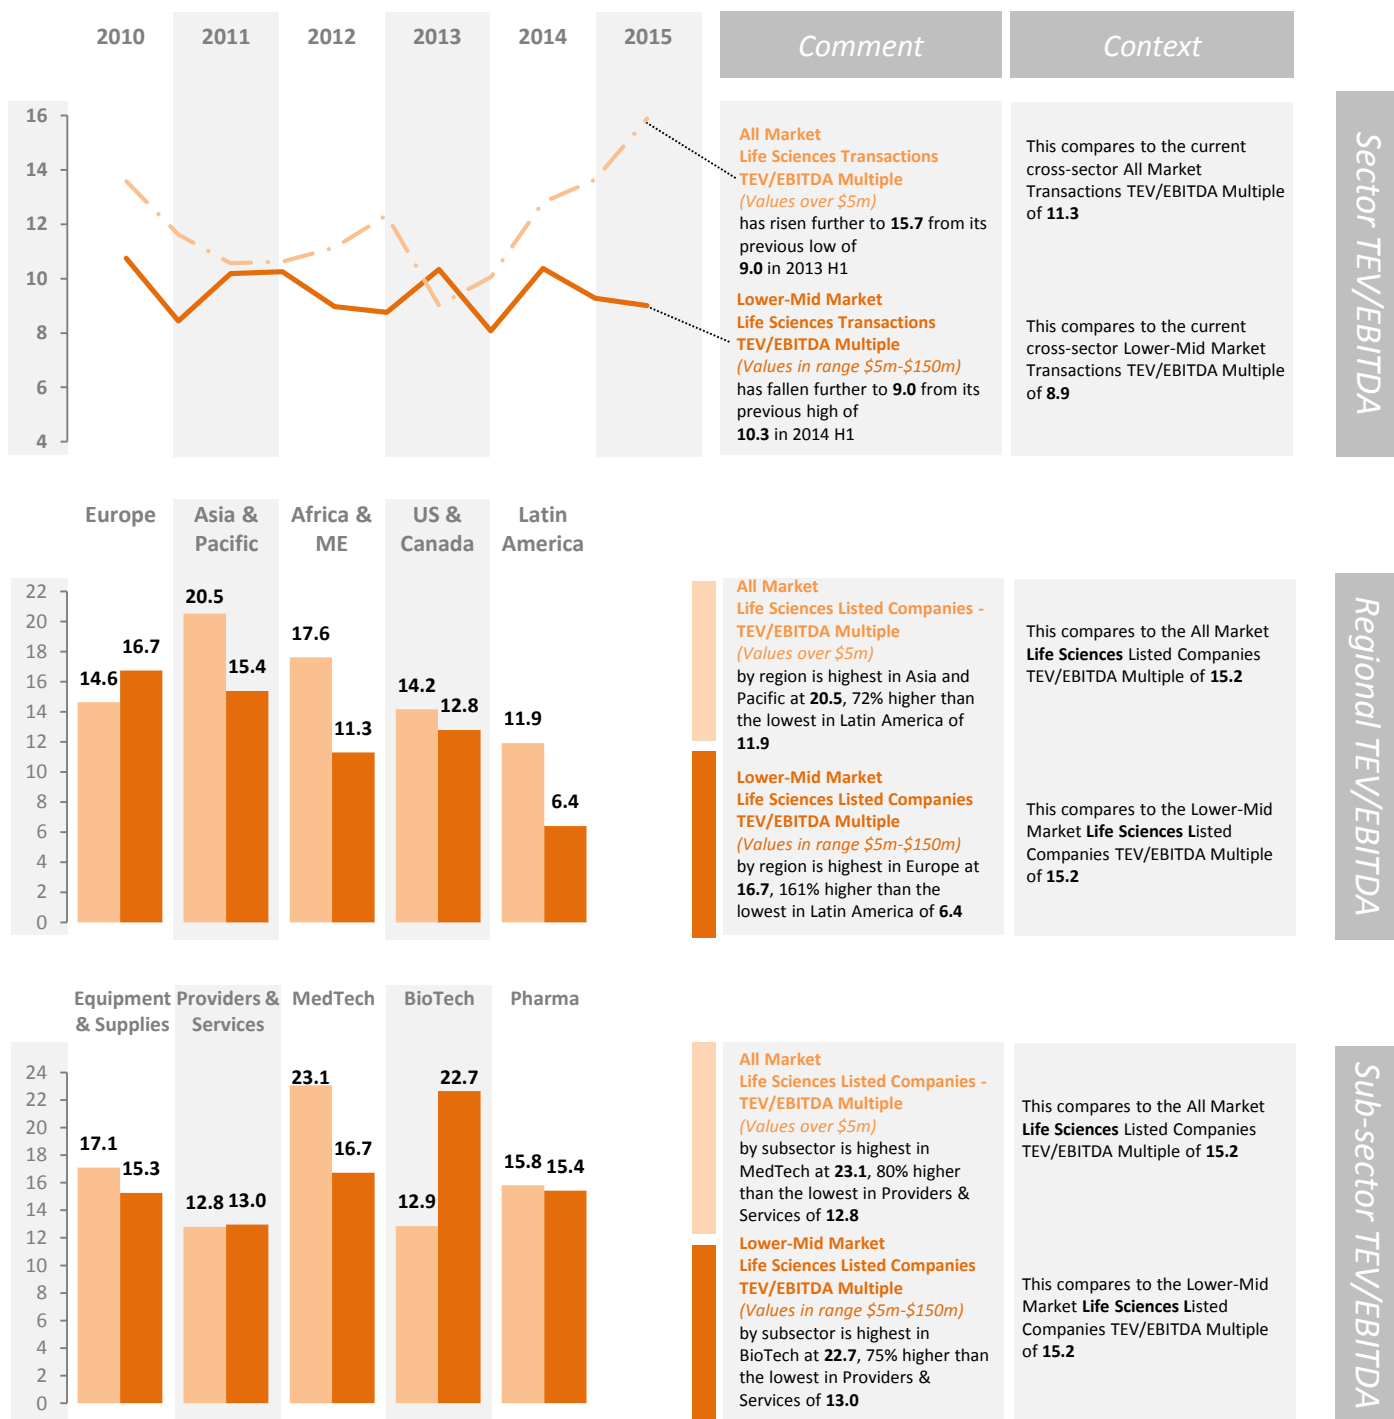 2010 2011 2012 2013 2014 2015
Comment
Context
16
14
12
10
8
6
4
All Market
Life Sciences Transactions
TEV/EBITDA Multiple
(Values over $5m)
has risen further to 15.7 from its
previous low of
9.0 in 2013 H1
Lower-Mid Market
Life Sciences Transactions
TEV/EBITDA Multiple
(Values in range $5m-$150m)
has fallen further to 9.0 from its
previous high of
10.3 in 2014 H1
This compares to the current
cross-sector All Market
Transactions TEV/EBITDA Multiple
of 11.3
This compares to the current
cross-sector Lower-Mid Market
Transactions TEV/EBITDA Multiple
of 8.9
Sector TEV/EBITDA
Europe
Asia &
Pacific
Africa &
ME
US &
Canada
Latin
America
22
20
18
16
14
12
10
8
6
4
2
0
14.6
16.7
20.5
15.4
17.6
11.3
14.2
12.8
11.9
6.4
All Market
Life Sciences Listed Companies -
TEV/EBITDA Multiple
(Values over $5m)
by region is highest in Asia and
Pacific at 20.5, 72% higher than
the lowest in Latin America of
11.9
Lower-Mid Market
Life Sciences Listed Companies
TEV/EBITDA Multiple
(Values in range $5m-$150m)
by region is highest in Europe at
16.7, 161% higher than the
lowest in Latin America of 6.4
This compares to the All Market
Life Sciences Listed Companies
TEV/EBITDA Multiple of 15.2
This compares to the Lower-Mid
Market Life Sciences Listed
Companies TEV/EBITDA Multiple
of 15.2
Regional TEV/EBITDA
Equipment
& Supplies
Providers &
Services
MedTech
BioTech
Pharma
24
22
20
18
16
14
12
10
8
6
4
2
0
17.1
15.3
12.8
13.0
23.1
16.7
12.9
22.7
15.8
15.4
All Market
Life Sciences Listed Companies -
TEV/EBITDA Multiple
(Values over $5m)
by subsector is highest in
MedTech at 23.1, 80% higher
than the lowest in Providers &
Services of 12.8
Lower-Mid Market
Life Sciences Listed Companies
TEV/EBITDA Multiple
(Values in range $5m-$150m)
by subsector is highest in
BioTech at 22.7, 75% higher than
the lowest in Providers &
Services of 13.0
This compares to the All Market
Life Sciences Listed Companies
TEV/EBITDA Multiple of 15.2
This compares to the Lower-Mid
Market Life Sciences Listed
Companies TEV/EBITDA Multiple
of 15.2
Sub-sector TEV/EBITDA